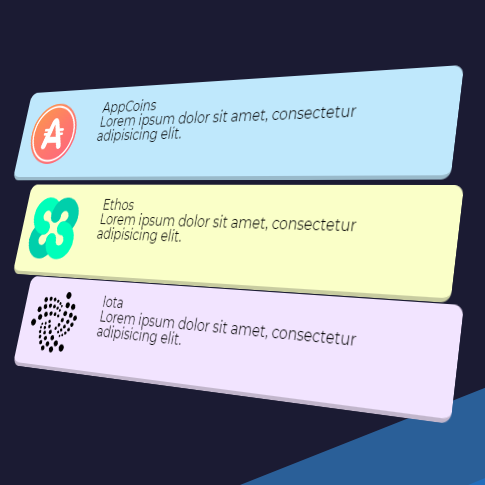 AppCoins
Lorem ipsum dolor sit amet, consectetur
adipisicing elit.
Ethos
Lorem ipsum dolor sit amet, consectetur
adipisicing elit.
Iota
Lorem ipsum dolor sit amet, consectetur
adipisicing elit.